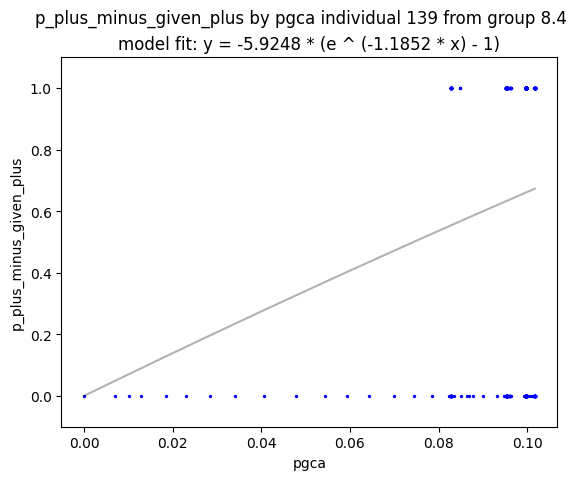 p_plus_minus_given_plus by pgca individual 139 from group 8.4
model fit: y = -5.9248 * (e ^ (-1.1852 * x) - 1)
1.0
0.8
0.6
0.4
0.2
0.0
p_plus_minus_given_plus
0.00 0.02 0.04 0.06 0.08 0.10
pgca